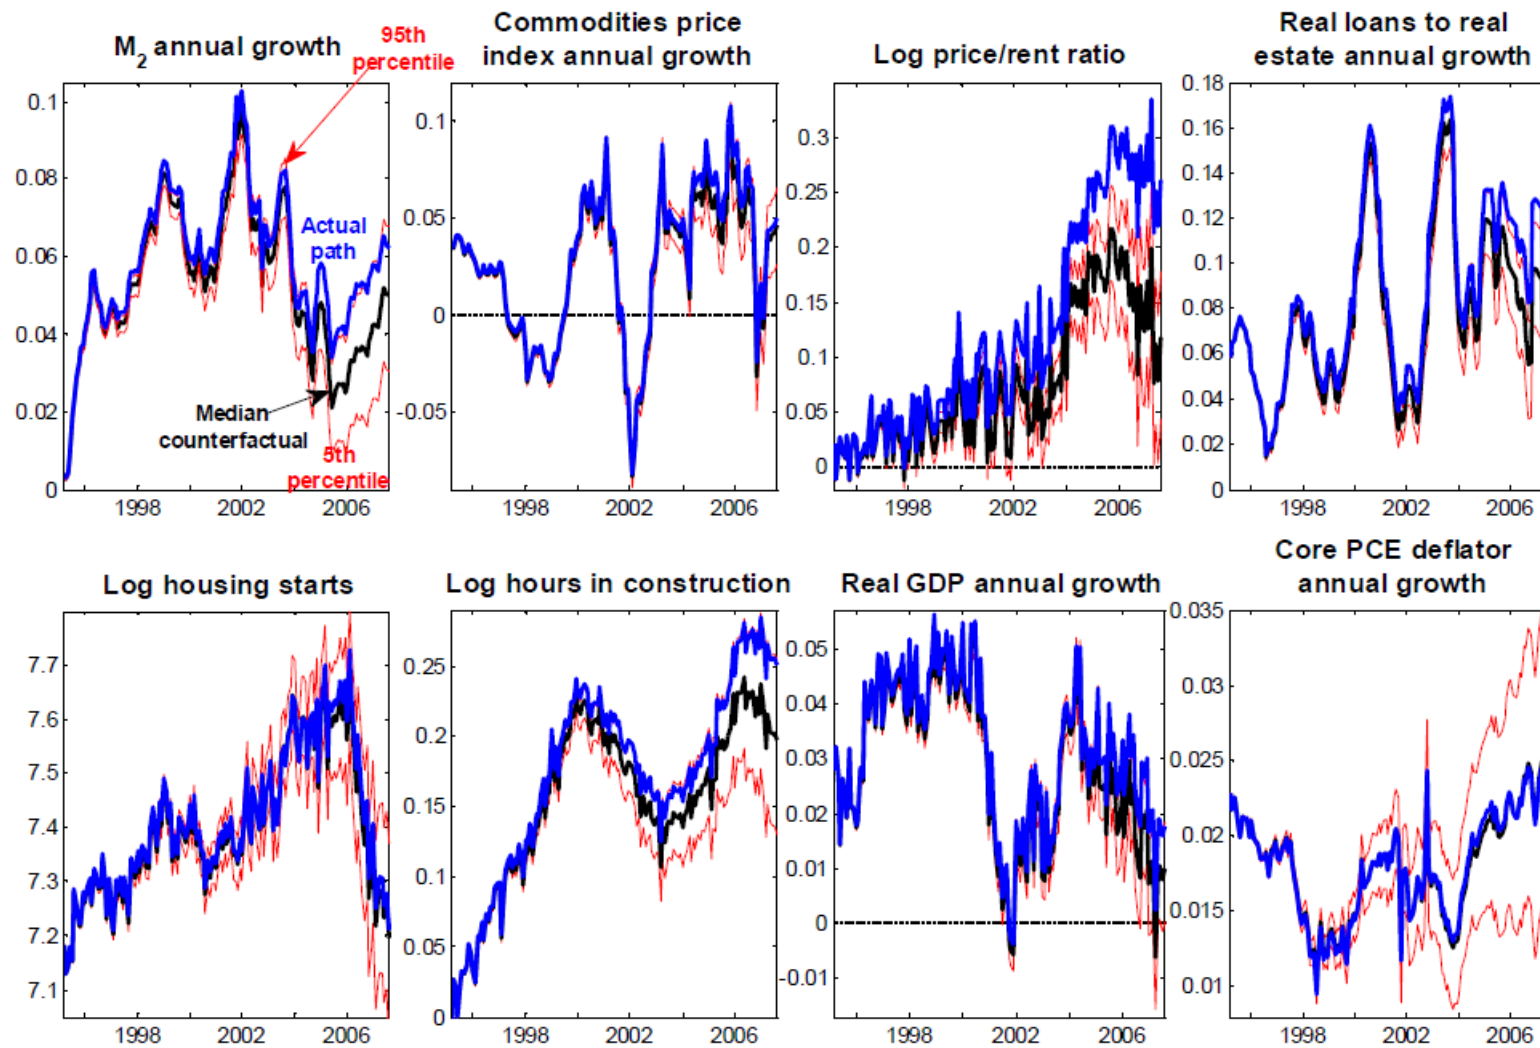 M2 annual growth
95th
percentile
Commodities price
index annual growth
Log price/rent ratio
Real loans to real
estate annual growth
0.1
0.08
0.06
0.04
0.02
0
Actual
path
Median
counterfactual
5th
percentile
1998 2002 2006
0.1
0.05
0
-0.05
1998 2002 2006
0.3
0.25
0.2
0.15
0.1
0.05
0
1998 2002 2006
0.18
0.16
0.14
0.12
0.1
0.08
0.06
0.04
0.02
0
1998 2002 2006
Log housing starts
Log hours in construction
Real GDP annual growth
Core PCE deflator
annual growth
7.7
7.6
7.5
7.4
7.3
7.2
7.1
1998 2002 2006
0.25
0.2
0.15
0.1
0.05
0
1998 2002 2006
0.05
0.04
0.03
0.02
0.01
0
-0.01
1998 2002 2006
0.035
0.03
0.025
0.02
0.015
0.01
1998 2002 2006